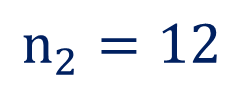 n₂ = 12